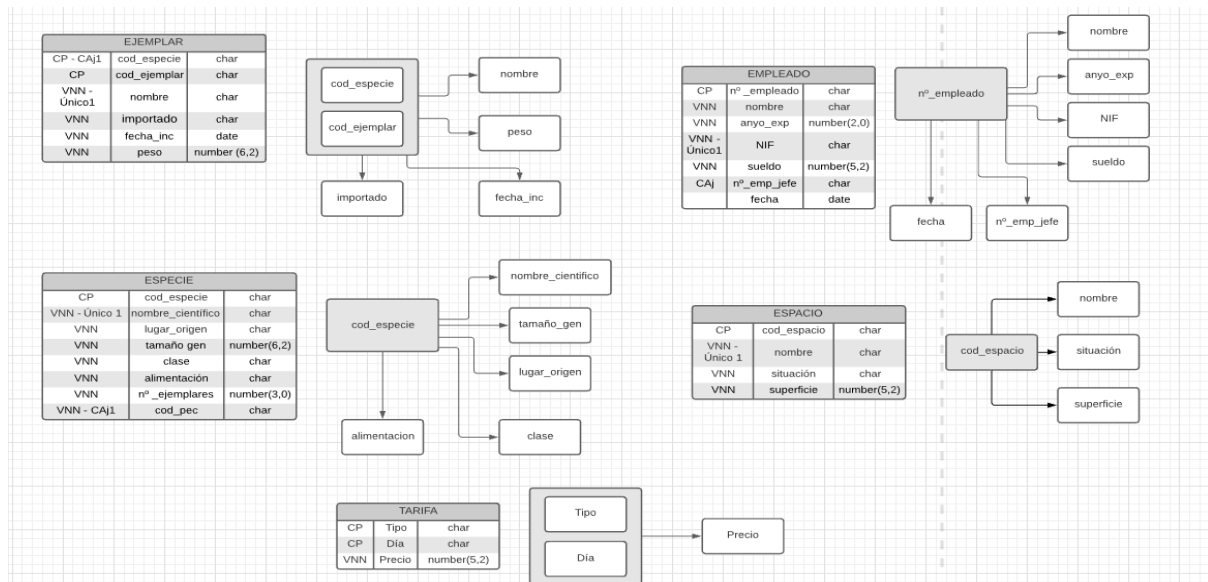 EJEMPLAR
CP - CAj1 cod_especie char
CP cod_ejemplar char
VNN - Único1 nombre char
VNN importado char
VNN fecha_inc date
VNN peso number (6,2)
cod_especie
cod_ejemplar
nombre
peso
importado
fecha_inc
EMPLEADO
CP nº_empleado char
VNN nombre char
VNN anyo_exp number(2,0)
VNN - Único1 NIF char
VNN sueldo number(5,2)
CAj nº_emp_jefe char
fecha date
nº_empleado
nombre
anyo_exp
NIF
sueldo
fecha
nº_emp_jefe
ESPECIE
CP cod_especie char
VNN - Único 1 nombre_científico char
VNN lugar_origen char
VNN tamaño gen number(6,2)
VNN clase char
VNN alimentación char
VNN nº _ejemplares number(3,0)
VNN - CAj1 cod_pec char
cod_especie
nombre_cientifico
tamaño_gen
lugar_origen
alimentacion
clase
ESPACIO
CP cod_espacio char
VNN - Único 1 nombre char
VNN situación char
VNN superficie number(5,2)
cod_espacio
nombre
situación
superficie
TARIFA
CP Tipo char
CP Día char
VNN Precio number(5,2)
Tipo
Día
Precio